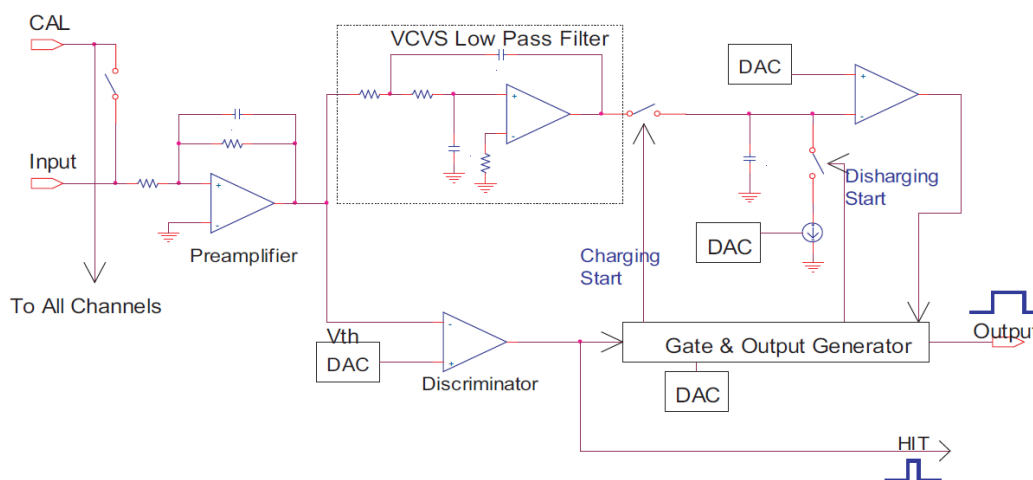 CAL
VCVS Low Pass Filter
DAC
Input
Preamplifier
Disharging
Start
DAC
Charging
Start
To All Channels
Vth
DAC
Discriminator
Gate & Output Generator
Output
DAC
HIT